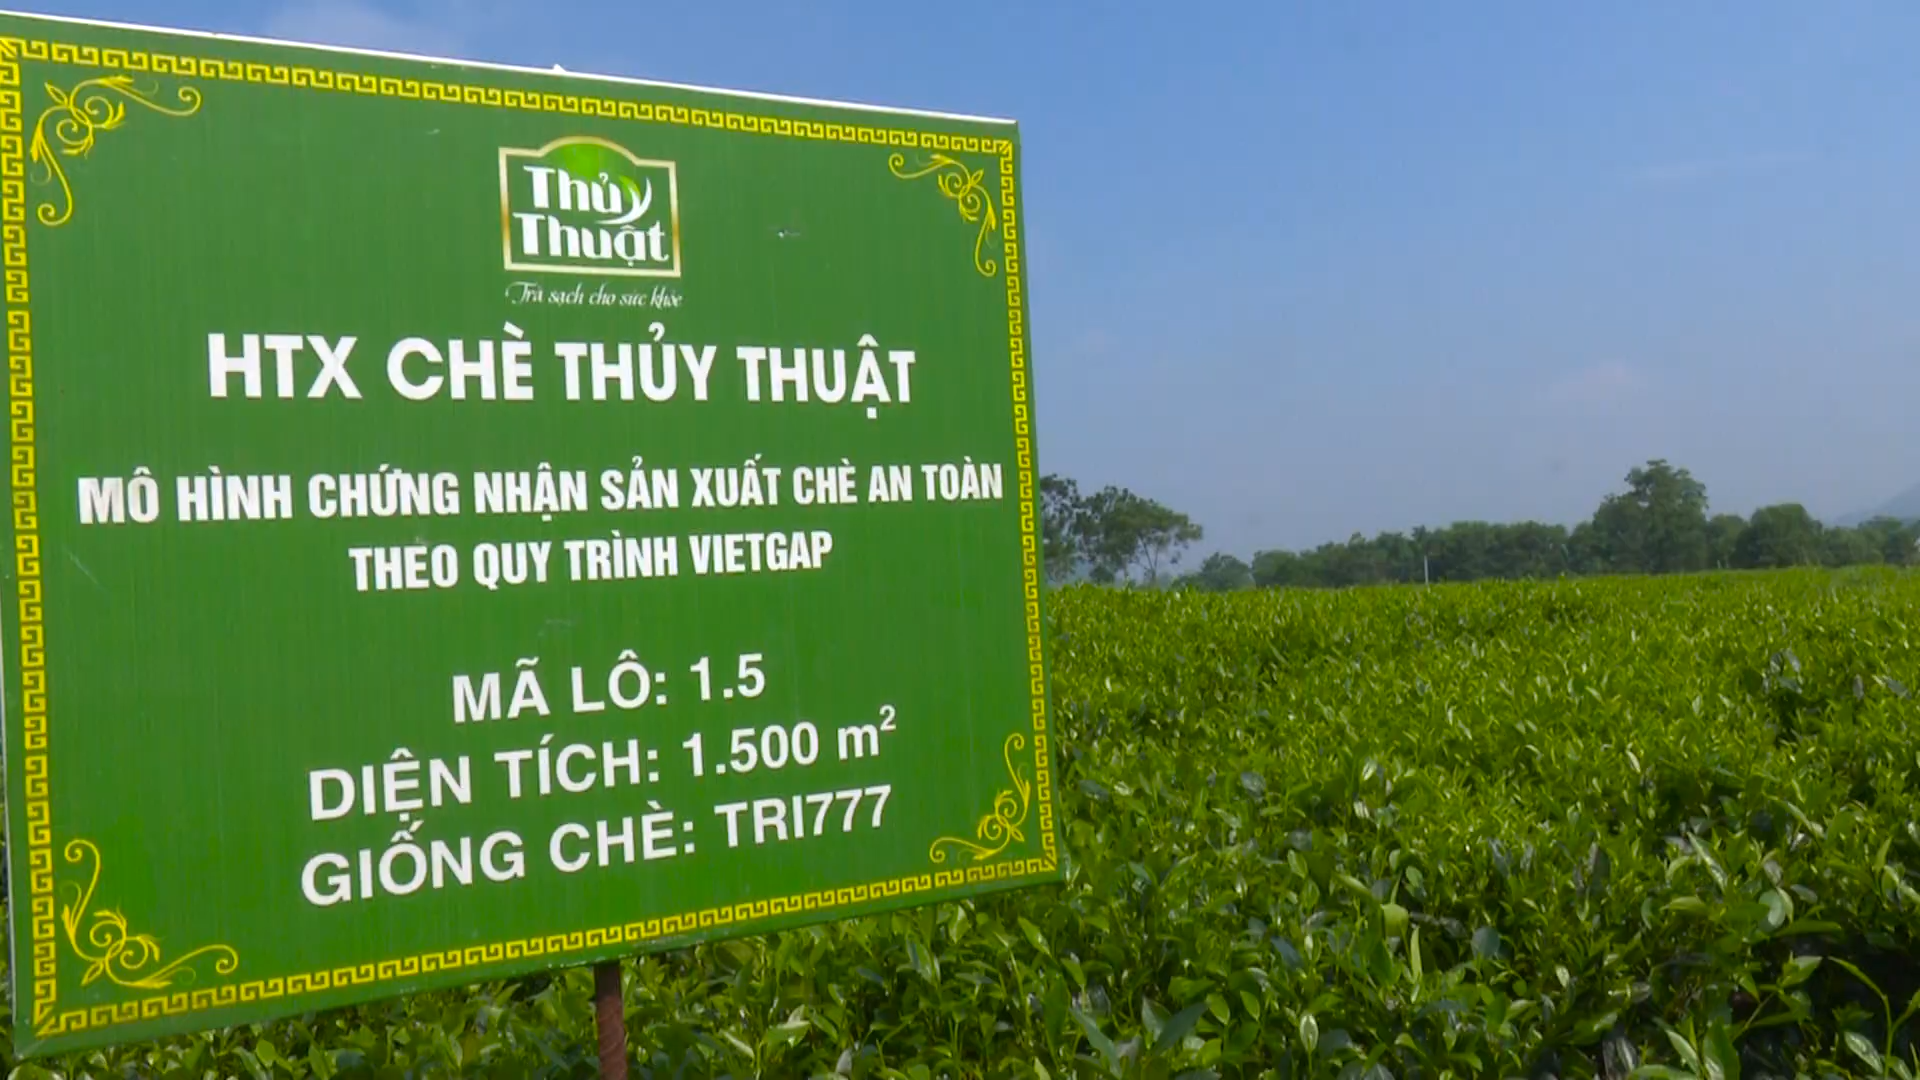 Thủy
Thuật
Trà sạch cho sức khỏe
HTX CHÈ THỦY THUẬT
MÔ HÌNH CHỨNG NHẬN SẢN XUẤT CHÈ AN TOÀN
THEO QUY TRÌNH VIETGAP
MÃ LÔ: 1.5
DIỆN TÍCH: 1.500 m²
GIỐNG CHÈ: TRI777